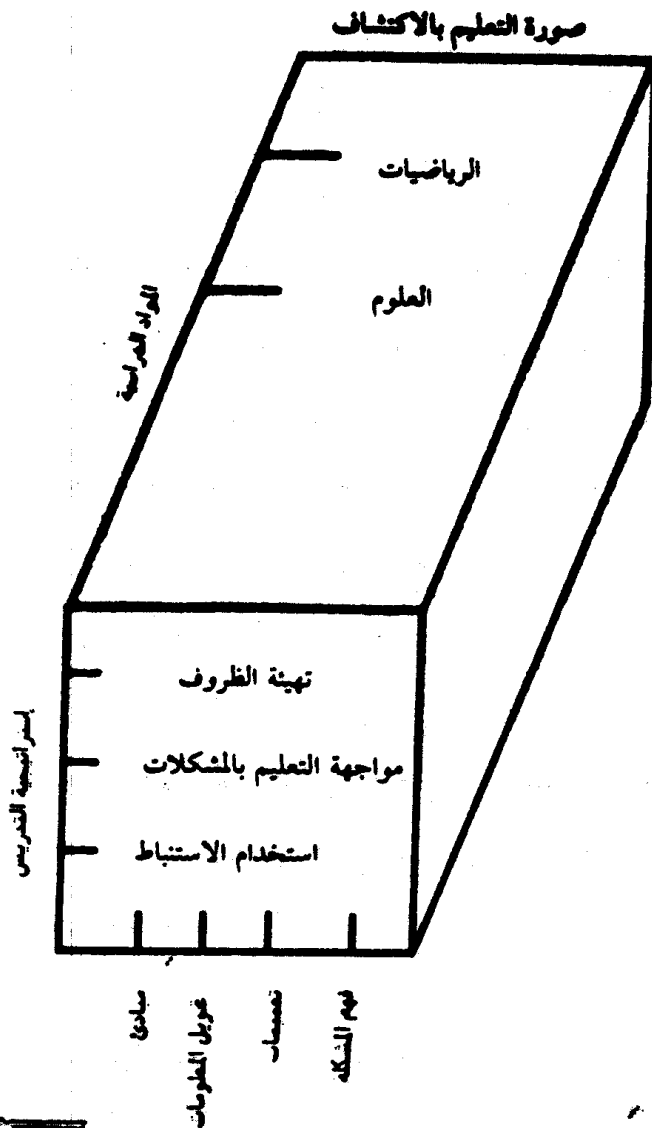 صورة التعليم بالاكتشاف
الرياضيات
العلوم
المواد الدراسية
تهيئة الظروف
مواجهة التعليم بالمشكلات
استخدام الاستنباط
إستراتيجية التدريس
مبادئ
تحويل المعلومات
تعميمات
فهم المشكلة